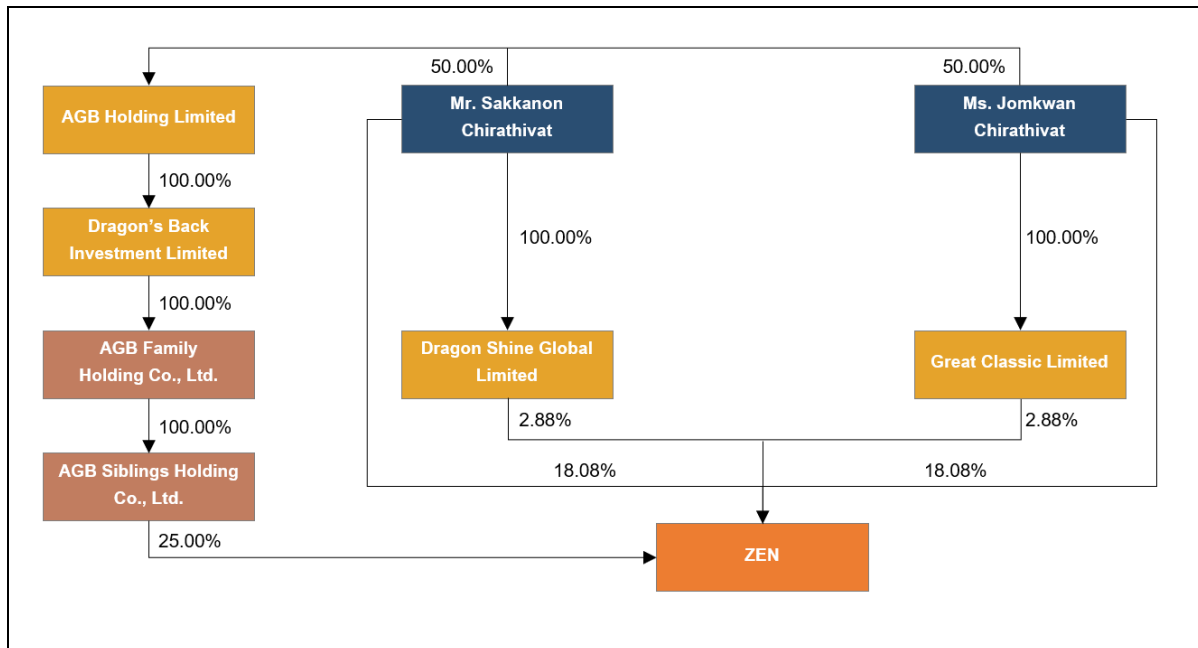 50.00%
50.00%
AGB Holding Limited
Mr. Sakkanon
Chirathivat
Ms. Jomkwan
Chirathivat
100.00%
Dragon’s Back
Investment Limited
100.00%
100.00%
100.00%
AGB Family
Holding Co., Ltd.
Dragon Shine Global
Limited
Great Classic Limited
100.00%
2.88%
2.88%
AGB Siblings Holding
Co., Ltd.
18.08%
18.08%
25.00%
ZEN